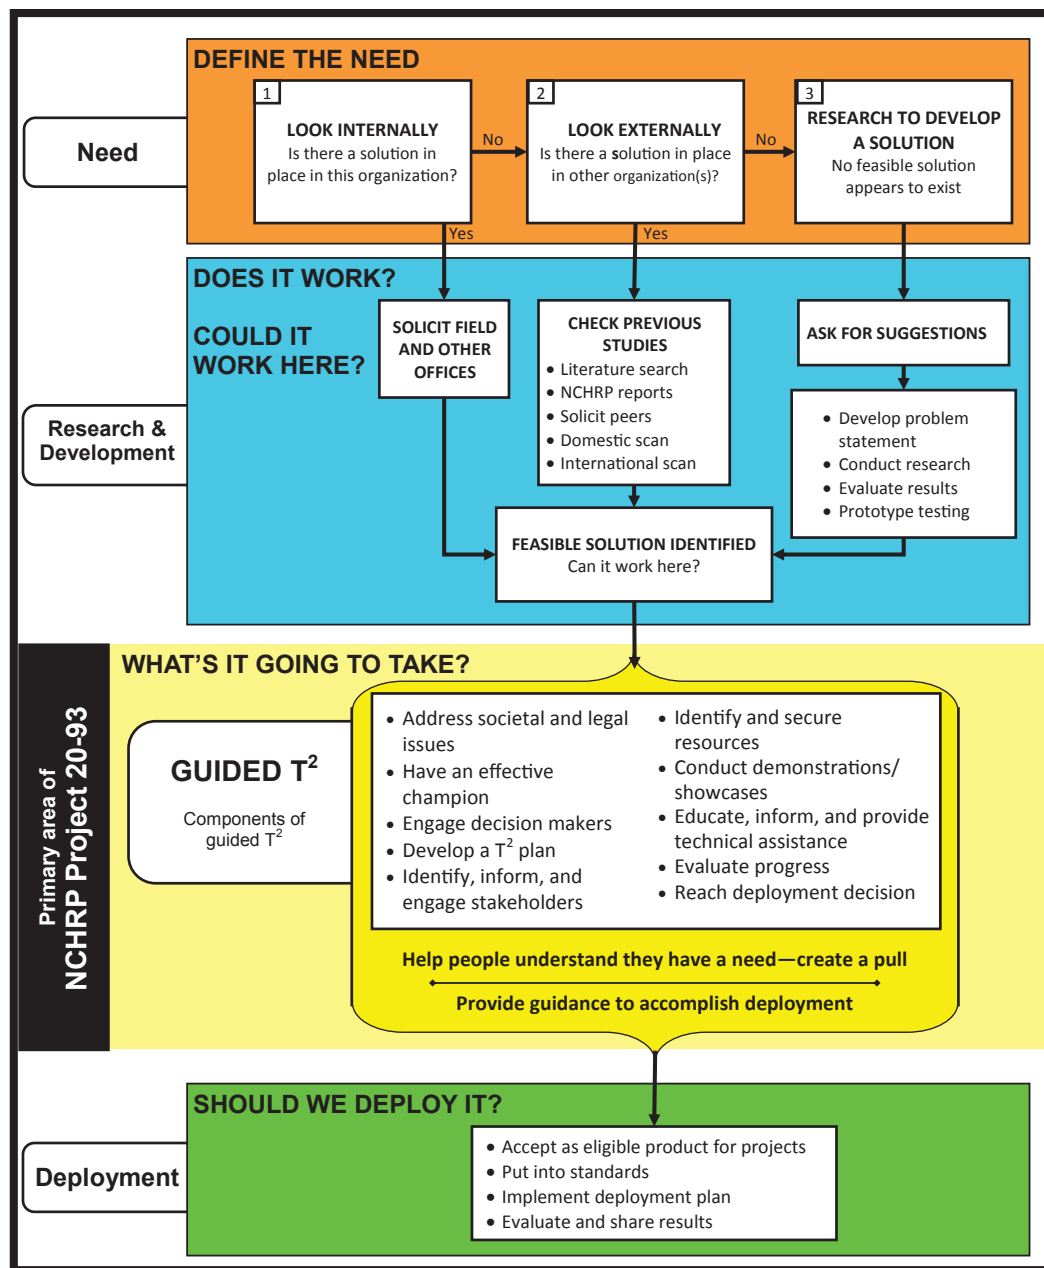 DEFINE THE NEED
Need
1
LOOK INTERNALLY
Is there a solution in
place in this organization?
No
2
LOOK EXTERNALLY
Is there a solution in place
in other organization(s)?
No
3
RESEARCH TO DEVELOP
A SOLUTION
No feasible solution
appears to exist
Yes
Yes
DOES IT WORK?
COULD IT
WORK HERE?
Research &
Development
SOLICIT FIELD
AND OTHER
OFFICES
CHECK PREVIOUS
STUDIES
• Literature search
• NCHRP reports
• Solicit peers
• Domestic scan
• International scan
ASK FOR SUGGESTIONS
• Develop problem
statement
• Conduct research
• Evaluate results
• Prototype testing
FEASIBLE SOLUTION IDENTIFIED
Can it work here?
Primary area of
NCHRP Project 20-93
WHAT'S IT GOING TO TAKE?
GUIDED T²
Components of
guided T²
• Address societal and legal
issues
• Have an effective
champion
• Engage decision makers
• Develop a T² plan
• Identify, inform, and
engage stakeholders
• Identify and secure
resources
• Conduct demonstrations/
showcases
• Educate, inform, and provide
technical assistance
• Evaluate progress
• Reach deployment decision
Help people understand they have a need—create a pull
Provide guidance to accomplish deployment
SHOULD WE DEPLOY IT?
Deployment
• Accept as eligible product for projects
• Put into standards
• Implement deployment plan
• Evaluate and share results